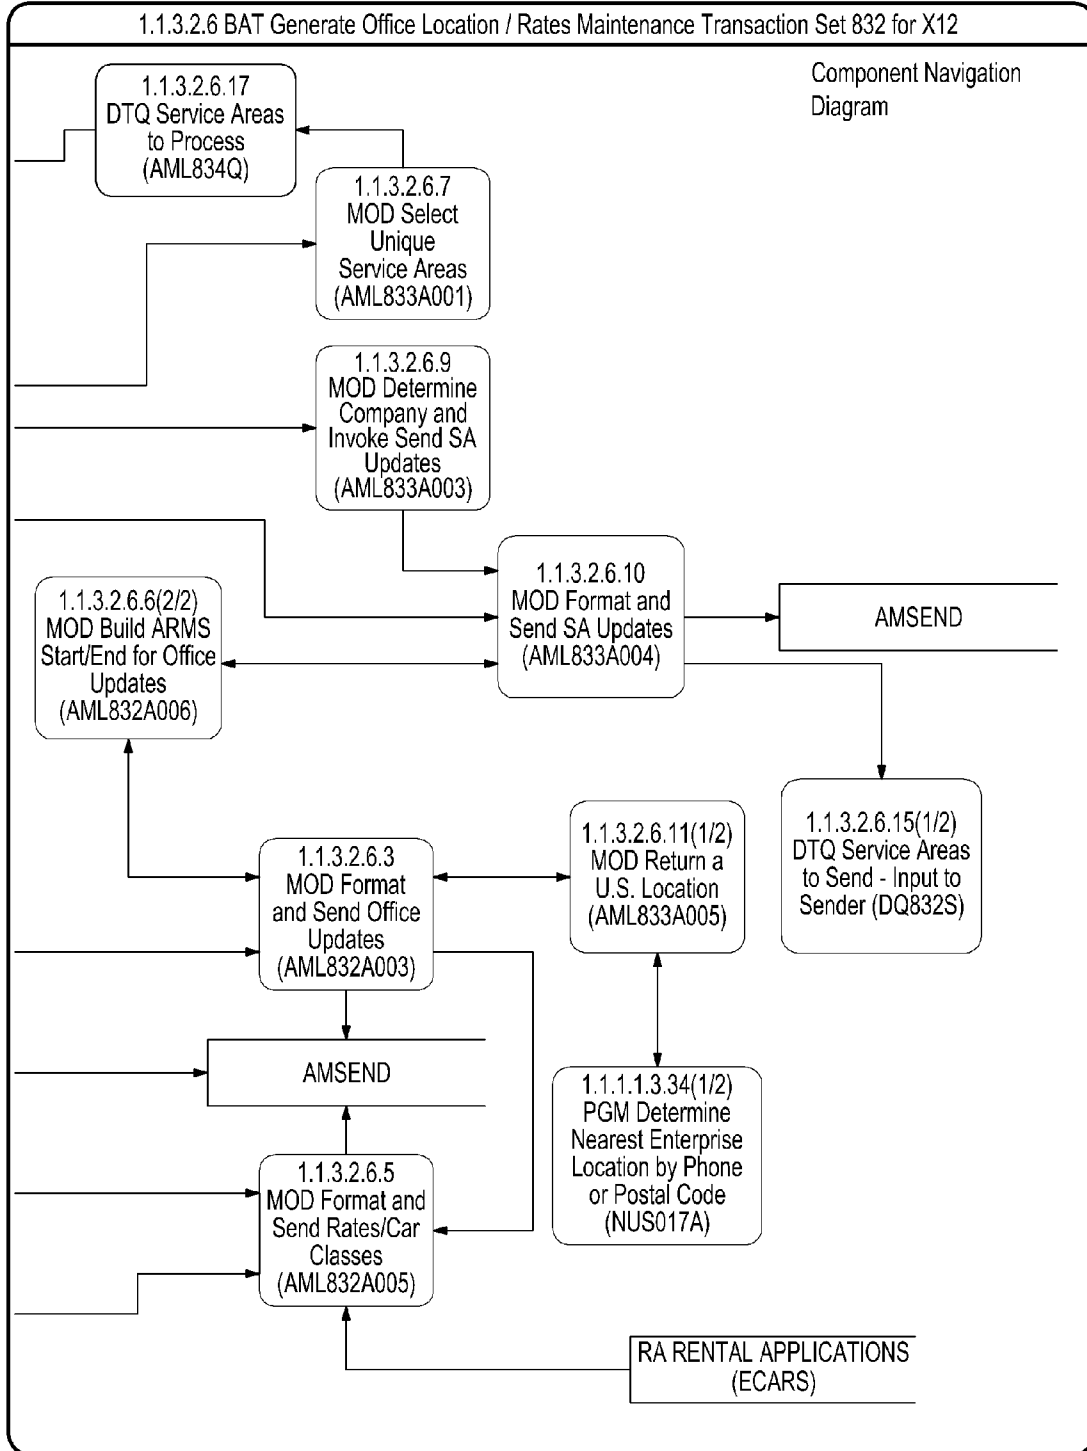 1.1.3.2.6 BAT Generate Office Location / Rates Maintenance Transaction Set 832 for X12
Component Navigation
Diagram
1.1.3.2.6.17
DTQ Service Areas
to Process
(AML834Q)
1.1.3.2.6.7
MOD Select
Unique
Service Areas
(AML833A001)
1.1.3.2.6.9
MOD Determine
Company and
Invoke Send SA
Updates
(AML833A003)
1.1.3.2.6.10
MOD Format and
Send SA Updates
(AML833A004)
AMSEND
1.1.3.2.6.6(2/2)
MOD Build ARMS
Start/End for Office
Updates
(AML832A006)
1.1.3.2.6.3
MOD Format
and Send Office
Updates
(AML832A003)
1.1.3.2.6.11(1/2)
MOD Return a
U.S. Location
(AML833A005)
1.1.3.2.6.15(1/2)
DTQ Service Areas
to Send - Input to
Sender (DQ832S)
AMSEND
1.1.1.1.3.34(1/2)
PGM Determine
Nearest Enterprise
Location by Phone
or Postal Code
(NUS017A)
1.1.3.2.6.5
MOD Format and
Send Rates/Car
Classes
(AML832A005)
RA RENTAL APPLICATIONS
(ECARS)